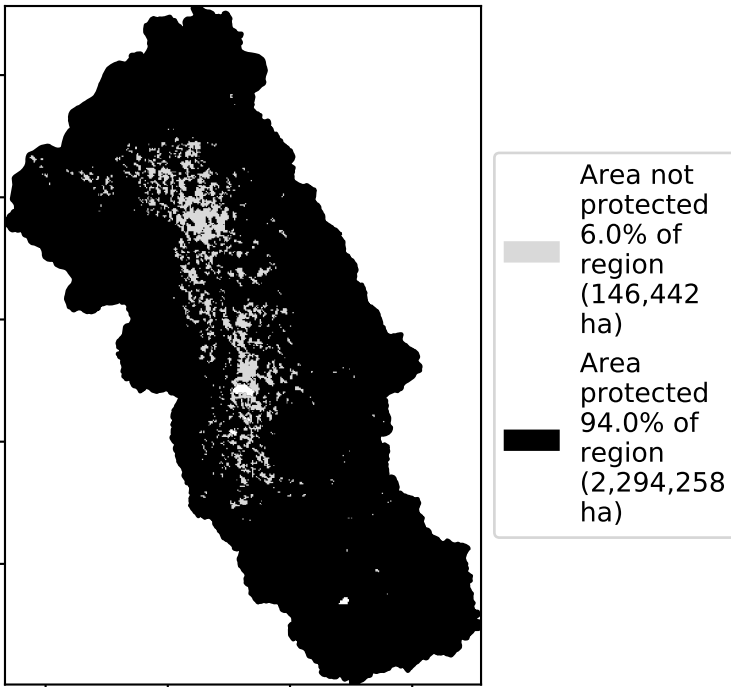 Area not
protected
6.0% of
region
(146,442
ha)
Area
protected
94.0% of
region
(2,294,258
ha)